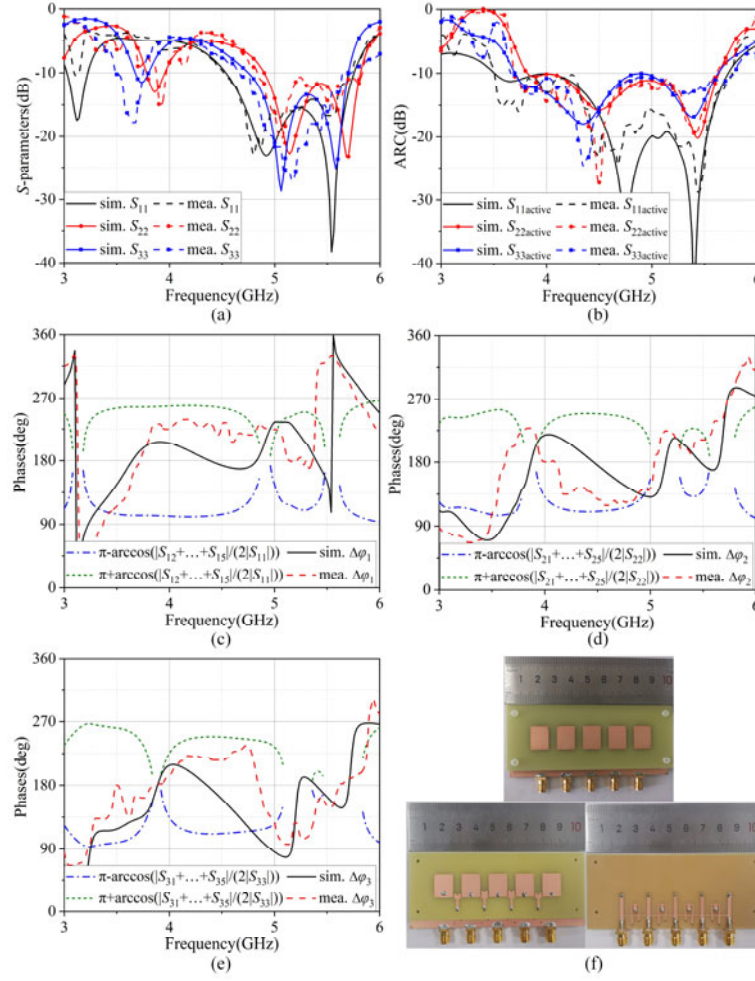 0
-10
-20
-30
-40
S-parameters(dB)
sim. S11 mea. S11
sim. S22 mea. S22
sim. S33 mea. S33
3 4 5 6
Frequency(GHz)
(a)
0
-10
-20
-30
-40
ARC(dB)
sim. S11active mea. S11active
sim. S22active mea. S22active
sim. S33active mea. S33active
3 4 5 6
Frequency(GHz)
(b)
360
270
180
90
0
Phases(deg)
π-arccos(|S12+…+S15|/(2|S11|)) sim. Δφ1
π+arccos(|S12+…+S15|/(2|S11|)) mea. Δφ1
3 4 5 6
Frequency(GHz)
(c)
360
270
180
90
0
Phases(deg)
π-arccos(|S21+…+S25|/(2|S22|)) sim. Δφ2
π+arccos(|S21+…+S25|/(2|S22|)) mea. Δφ2
3 4 5 6
Frequency(GHz)
(d)
360
270
180
90
0
Phases(deg)
π-arccos(|S31+…+S35|/(2|S33|)) sim. Δφ3
π+arccos(|S31+…+S35|/(2|S33|)) mea. Δφ3
3 4 5 6
Frequency(GHz)
(e)
1 2 3 4 5 6 7 8 9 10
1 2 3 4 5 6 7 8 9 10
1 2 3 4 5 6 7 8 9 10
(f)